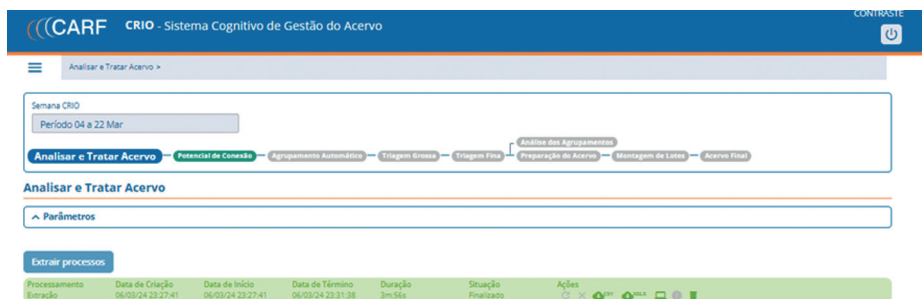 CONTRASTE
CARF CRIO - Sistema Cognitivo de Gestão do Acervo
Analisar e Tratar Acervo >
Semana CRIO
Período 04 a 22 Mar
Análise dos Agrupamentos
Analisar e Tratar Acervo Potencial de Conexão Agrupamento Automático Triagem Grossa Triagem Fina Preparação do Acervo Montagem de Lotes Acervo Final
Analisar e Tratar Acervo
Parâmetros
Extrair processos
Processamento Data de Criação Data de Início Data de Término Duração Situação Ações
Extração 06/03/24 23:27:41 06/03/24 23:27:41 06/03/24 23:31:38 3m:56s Finalizado